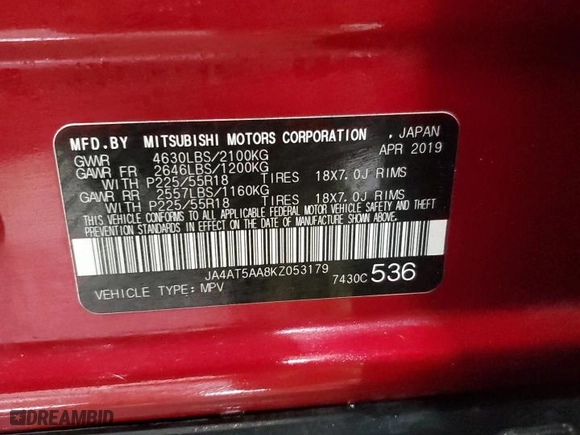 MFD.BY MITSUBISHI MOTORS CORPORATION , JAPAN
GVWR 4630LBS/2100KG APR 2019
GAWR FR 2646LBS/1200KG
WITH P225/55R18 TIRES 18X7.0J RIMS
GAWR RR 2557LBS/1160KG
WITH P225/55R18 TIRES 18X7.0J RIMS
THIS VEHICLE CONFORMS TO ALL APPLICABLE FEDERAL MOTOR VEHICLE SAFETY AND THEFT
PREVENTION STANDARDS IN EFFECT ON THE DATE OF MANUFACTURE SHOWN ABOVE.
JA4AT5AA8KZ053179
VEHICLE TYPE: MPV 7430C 536
DREAMBID